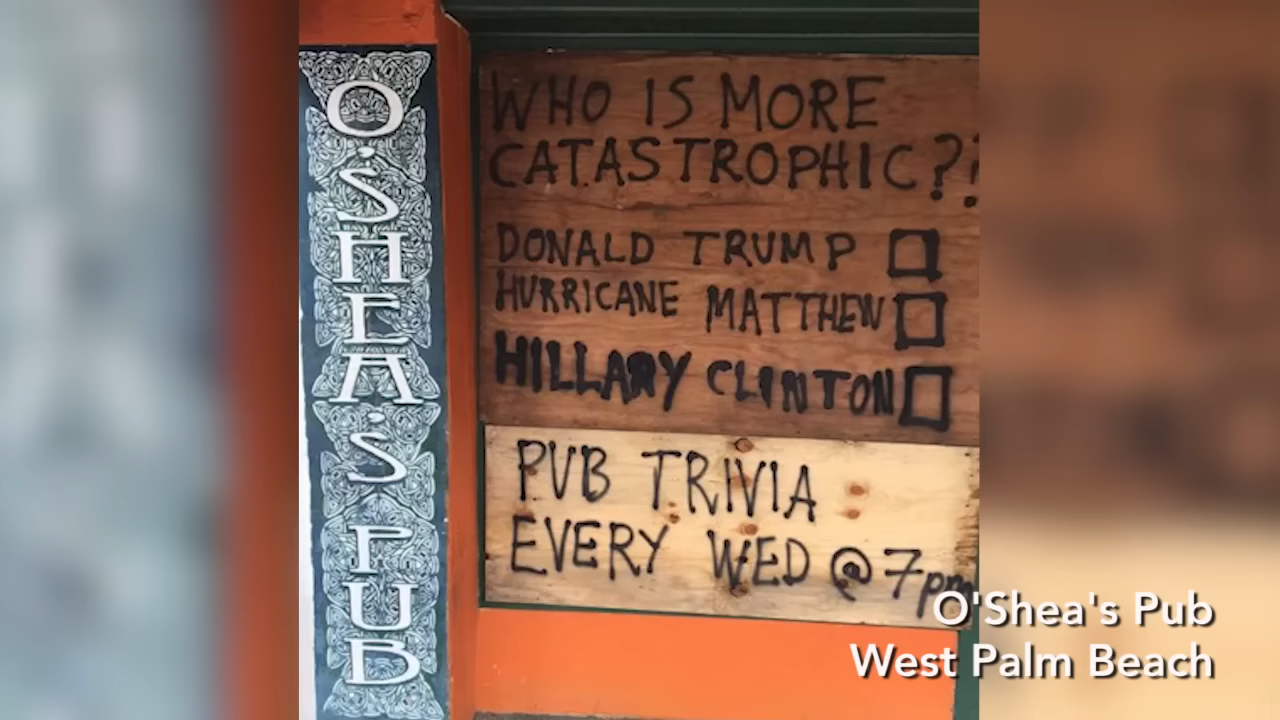 O'SHEA'S PUB
WHO IS MORE
CATASTROPHIC??
DONALD TRUMP
HURRICANE MATTHEW
HILLARY CLINTON
PUB TRIVIA
EVERY WED @ 7pm
O'Shea's Pub
West Palm Beach